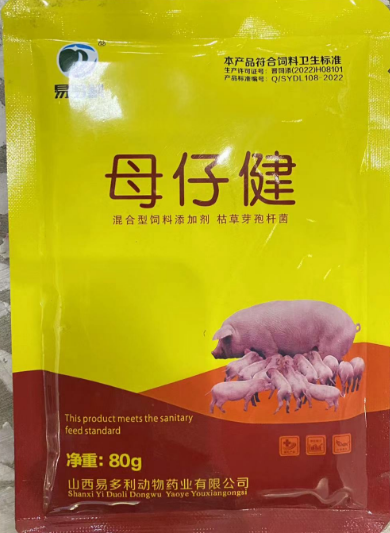 本产品符合饲料卫生标准
生产许可证号：晋饲添(2022)H08101
产品标准编号：Q/SYDL108-2022
易
母仔健
混合型饲料添加剂 枯草芽孢杆菌
This product meets the sanitary
feed standard
净重：80g
山西易多利动物药业有限公司
Shanxi Yi Duoli Dongwu Yaoye Youxiangongsi